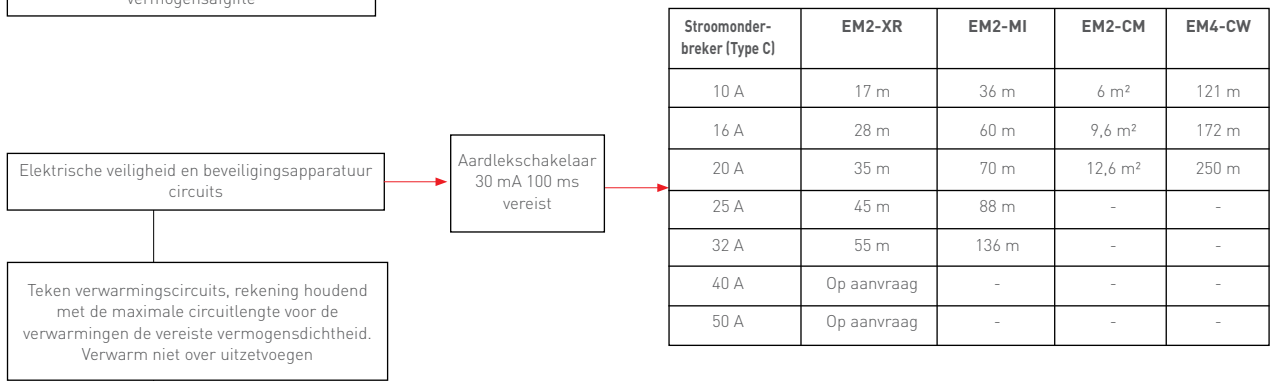 vermogensafgifte
Elektrische veiligheid en beveiligingsapparatuur
circuits
Teken verwarmingscircuits, rekening houdend
met de maximale circuitlengte voor de
verwarmingen de vereiste vermogensdichtheid.
Verwarm niet over uitzetvoegen
Aardlekschakelaar
30 mA 100 ms
vereist
Stroomonder-
breker (Type C) EM2-XR EM2-MI EM2-CM EM4-CW
10 A 17 m 36 m 6 m² 121 m
16 A 28 m 60 m 9,6 m² 172 m
20 A 35 m 70 m 12,6 m² 250 m
25 A 45 m 88 m - -
32 A 55 m 136 m - -
40 A Op aanvraag - - -
50 A Op aanvraag - - -